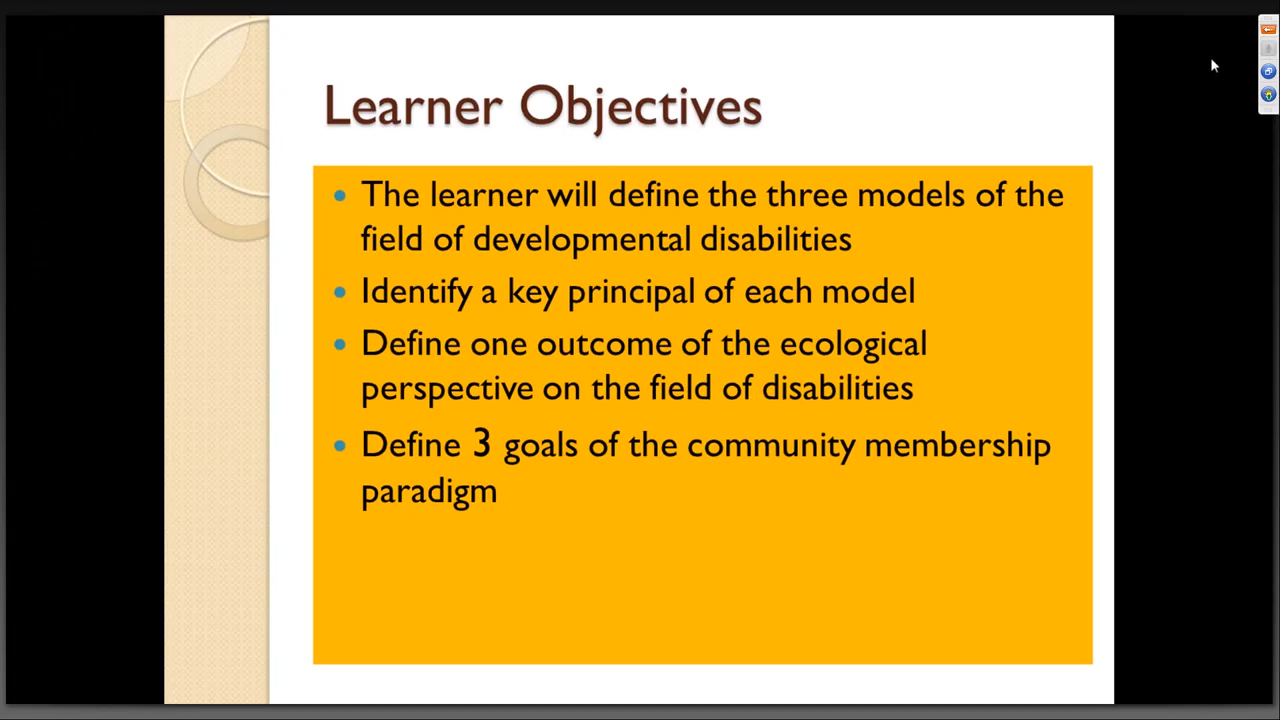 Learner Objectives
• The learner will define the three models of the
field of developmental disabilities
• Identify a key principal of each model
• Define one outcome of the ecological
perspective on the field of disabilities
• Define 3 goals of the community membership
paradigm